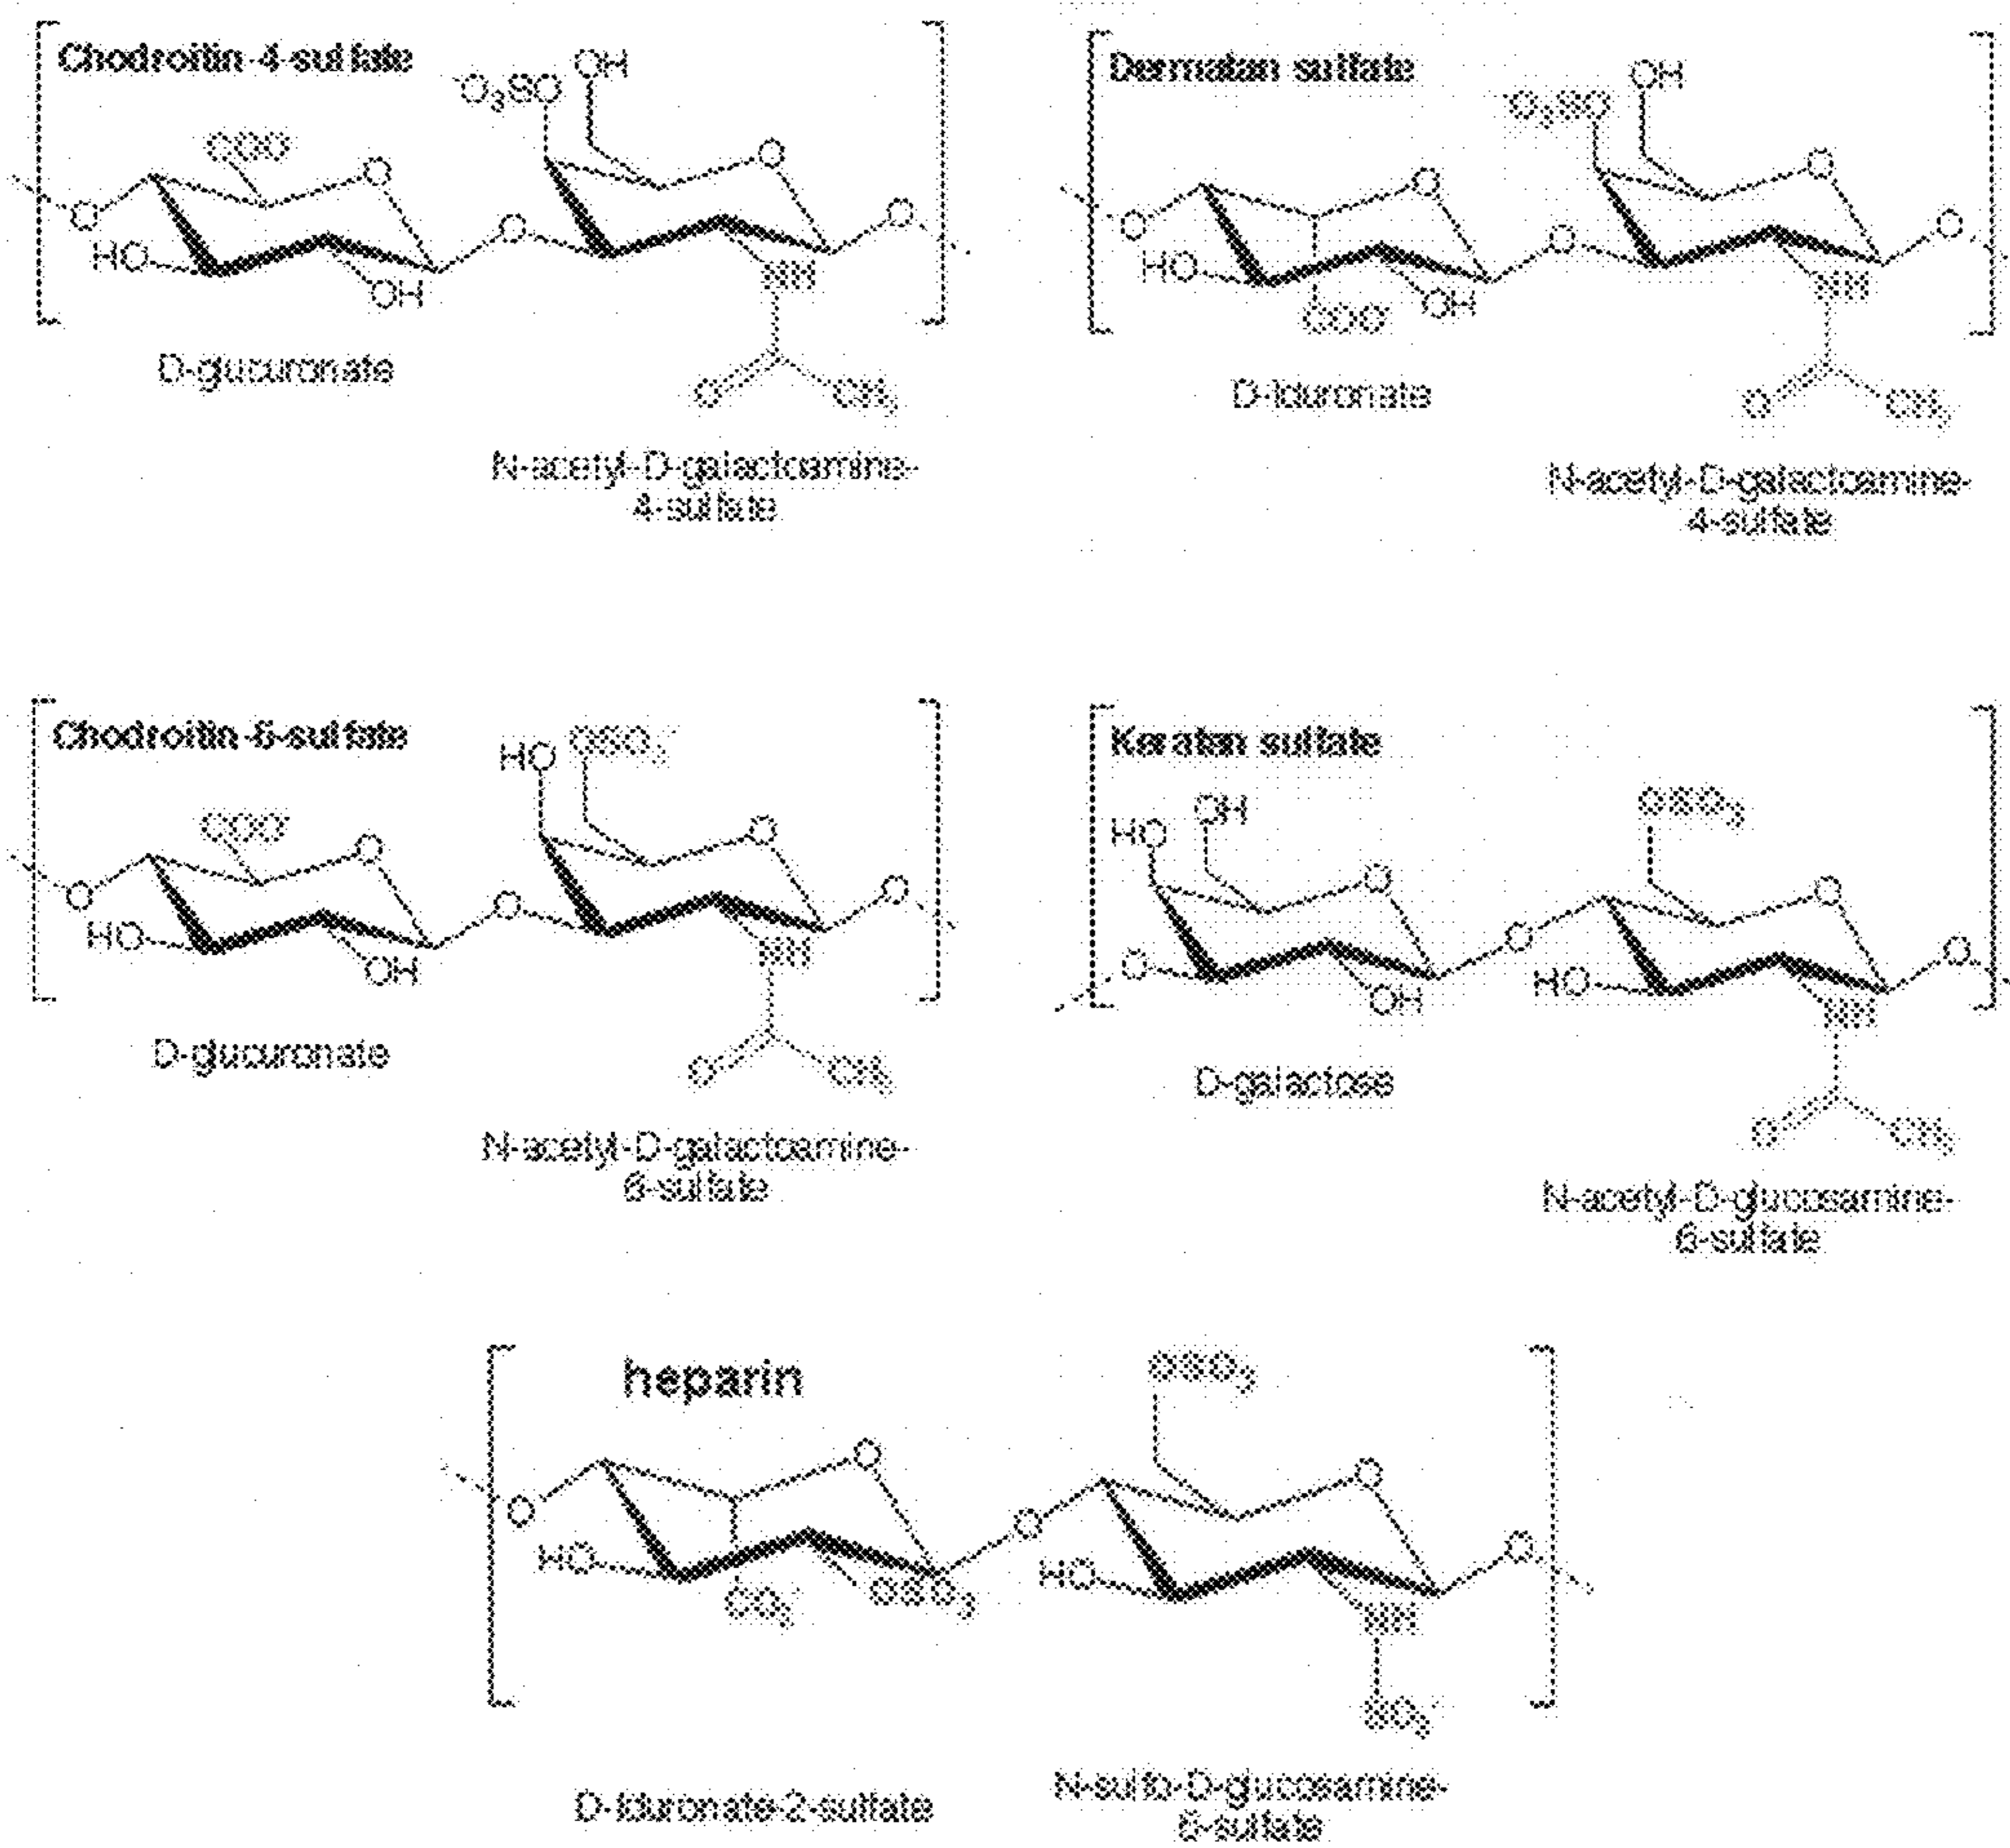 Chodroitin-4-sulfate
⁻O₃SO
OH
COO⁻
O
O
O
O
O
HO
OH
NH
O
CH₃
D-glucuronate
N-acetyl-D-galactoamine-
4-sulfate
Dermatan sulfate
⁻O₃SO
OH
O
O
O
O
O
HO
COO⁻
OH
NH
O
CH₃
D-Iduronate
N-acetyl-D-galactoamine-
4-sulfate
Chodroitin-6-sulfate
HO
OSO₃⁻
COO⁻
O
O
O
O
O
HO
OH
NH
O
CH₃
D-glucuronate
N-acetyl-D-galactoamine-
6-sulfate
Keratan sulfate
HO
OH
OSO₃⁻
O
O
O
O
O
OH
HO
NH
O
CH₃
D-galactose
N-acetyl-D-glucosamine-
6-sulfate
heparin
OSO₃⁻
O
O
O
O
O
HO
CO₂⁻
OSO₃⁻
HO
NH
SO₃⁻
D-Iduronate-2-sulfate
N-sulfo-D-glucosamine-
6-sulfate